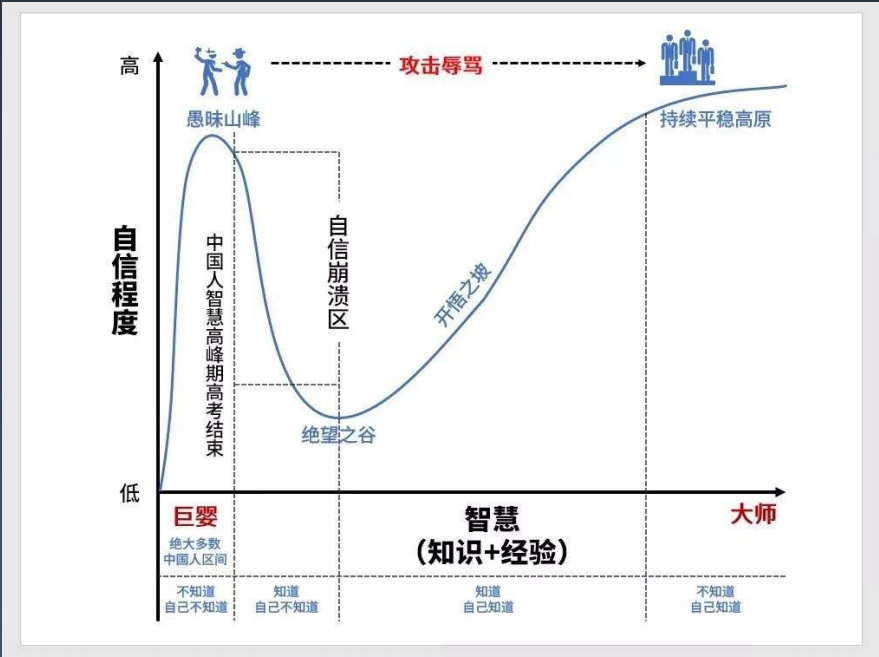 高
攻击辱骂
愚昧山峰
持续平稳高原
自信程度
中国人智慧高峰期高考结束
自信崩溃区
开悟之坡
绝望之谷
低
巨婴
智慧
（知识+经验）
大师
绝大多数
中国人区间
不知道
自己不知道
知道
自己不知道
知道
自己知道
不知道
自己知道